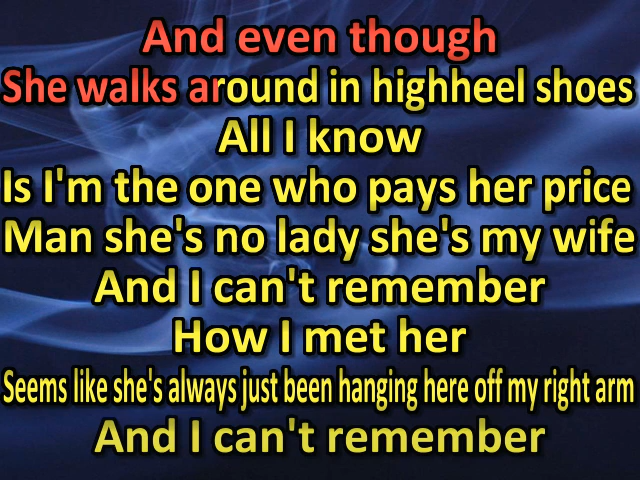 And even though
She walks around in highheel shoes
All I know
Is I'm the one who pays her price
Man she's no lady she's my wife
And I can't remember
How I met her
Seems like she's always just been hanging here off my right arm
And I can't remember